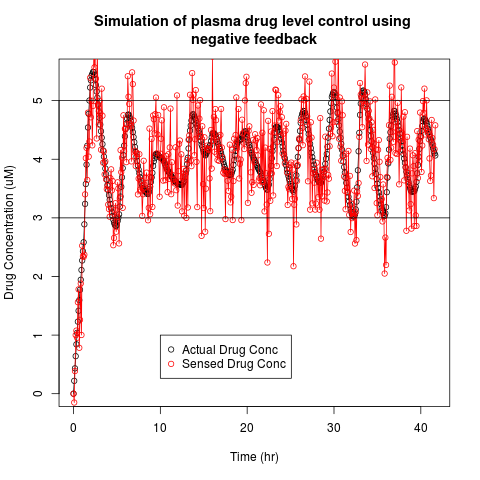 Simulation of plasma drug level control using
negative feedback
Drug Concentration (uM)
5
4
3
2
1
0
Actual Drug Conc
Sensed Drug Conc
0 10 20 30 40
Time (hr)